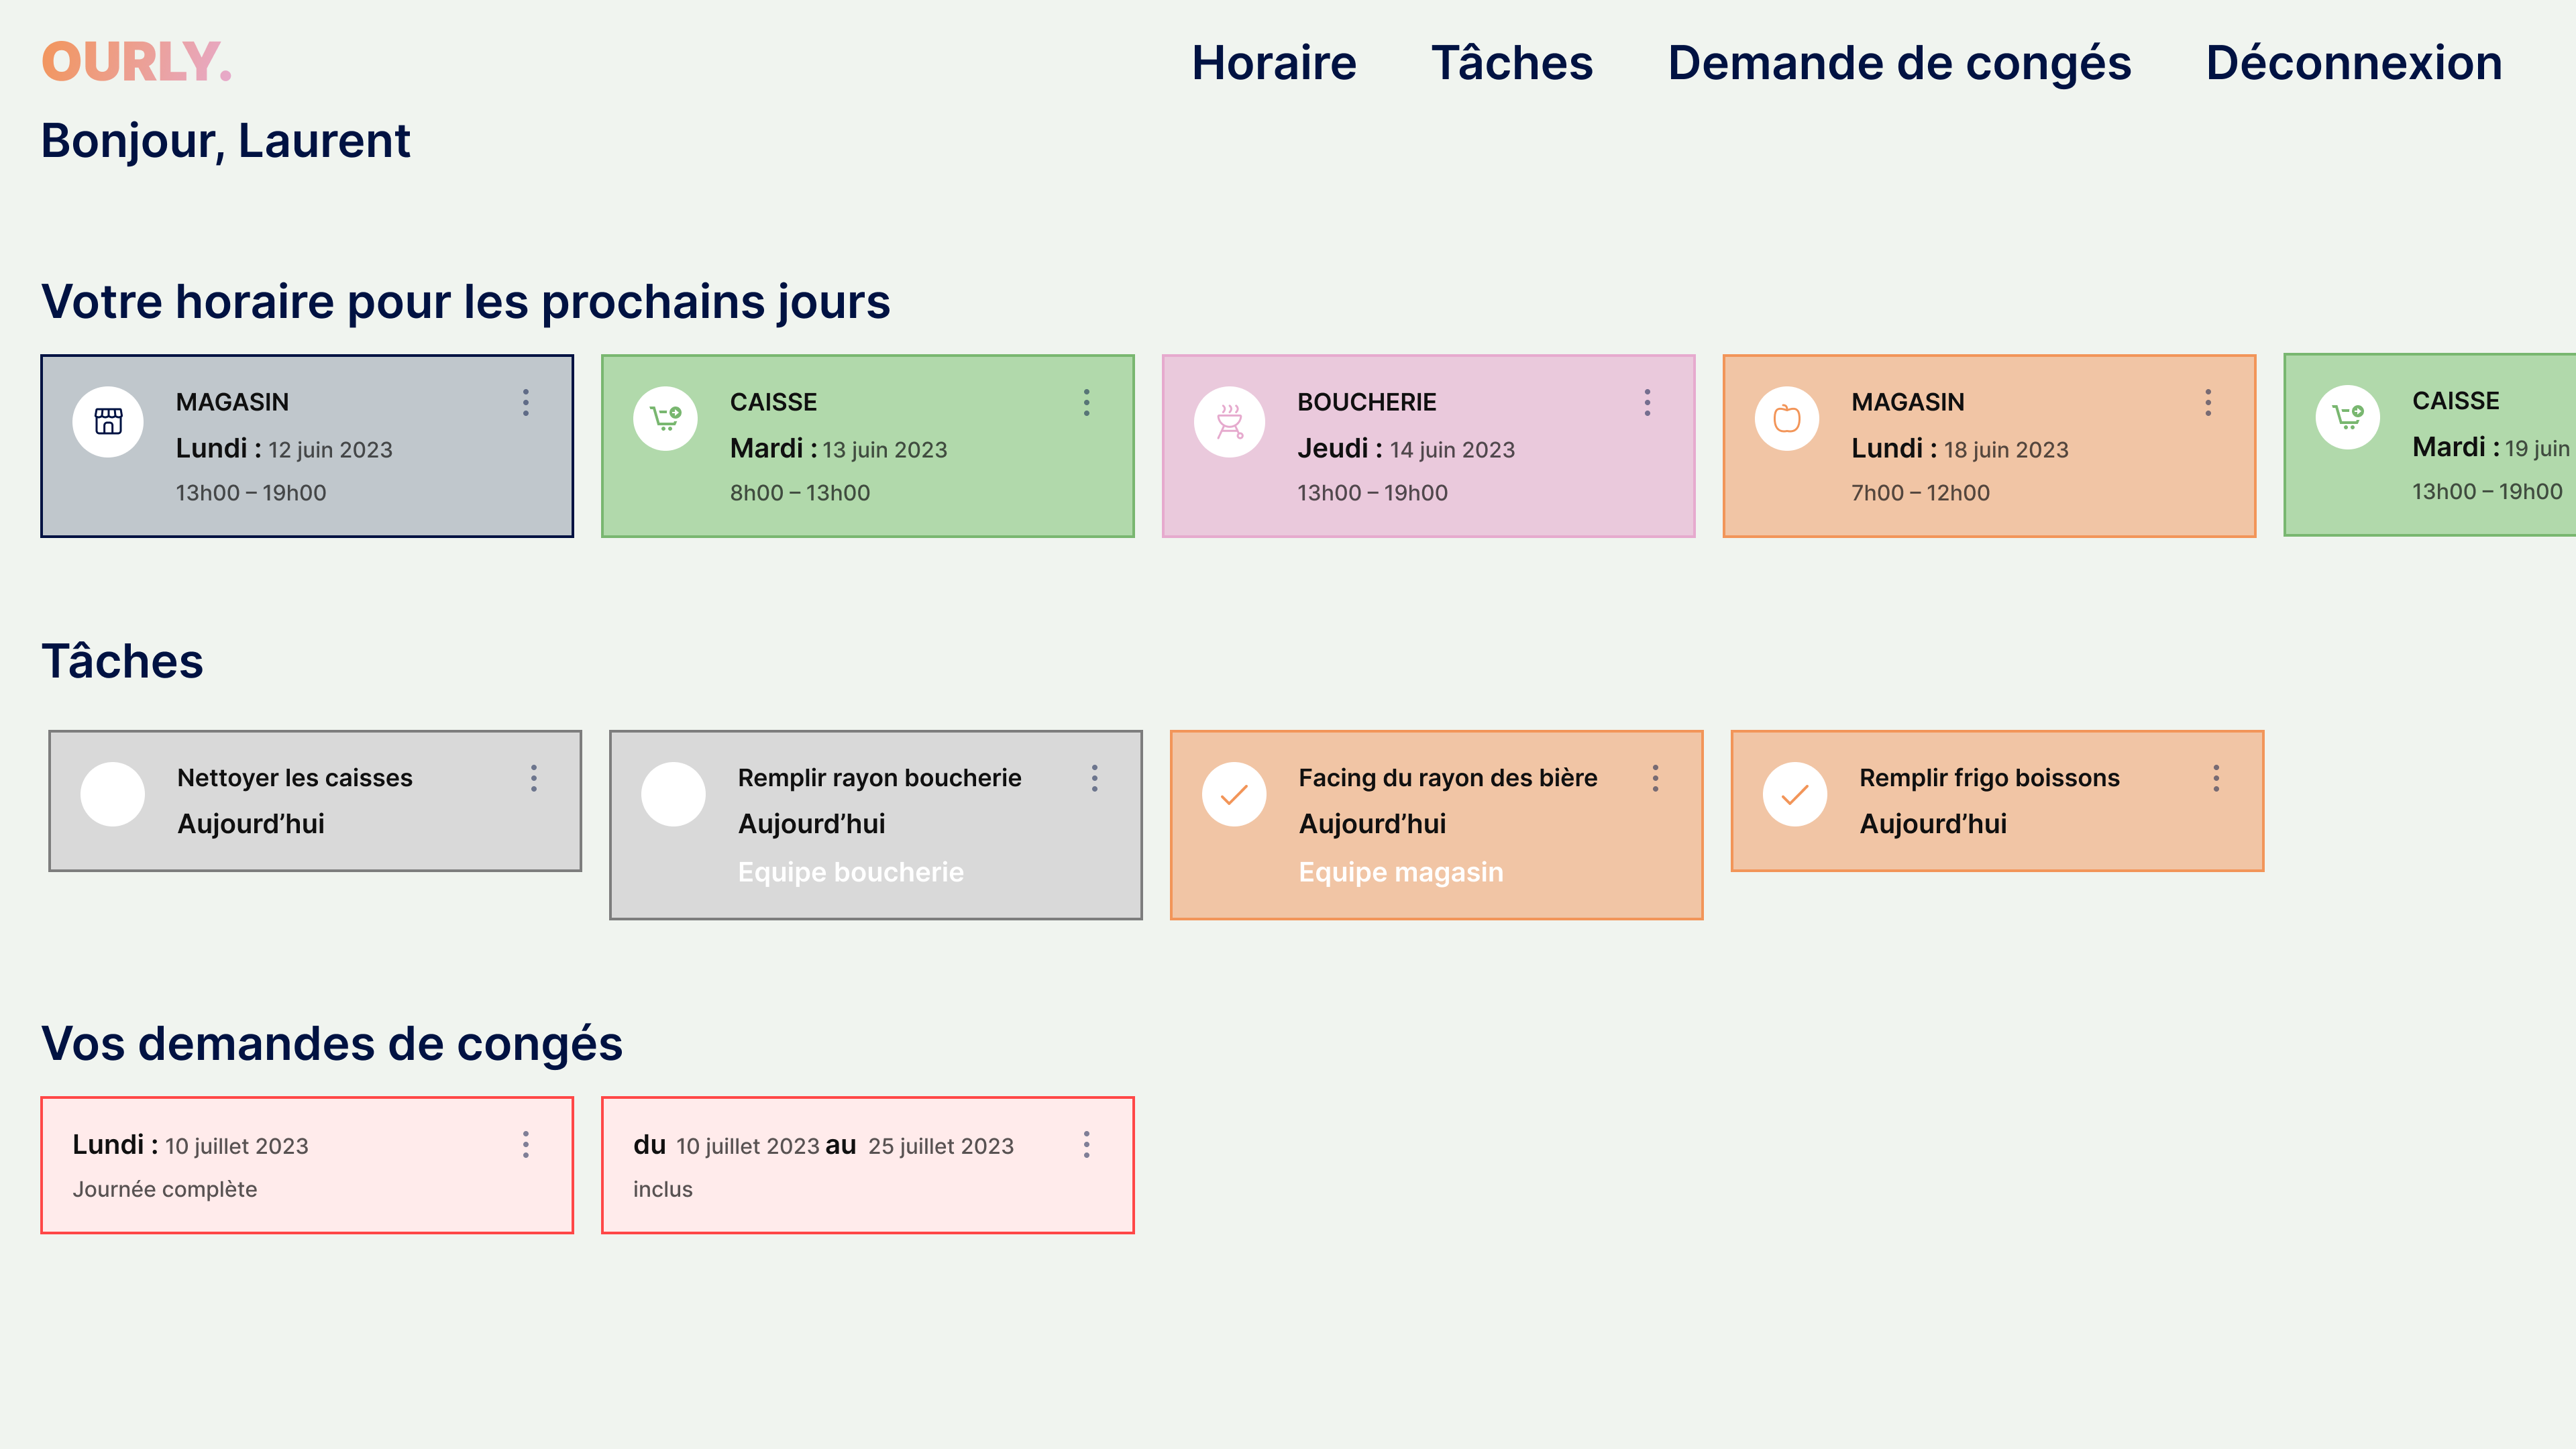 OURLY.
Horaire
Tâches
Demande de congés
Déconnexion
Bonjour, Laurent
Votre horaire pour les prochains jours
MAGASIN
Lundi : 12 juin 2023
13h00 – 19h00
CAISSE
Mardi : 13 juin 2023
8h00 – 13h00
BOUCHERIE
Jeudi : 14 juin 2023
13h00 – 19h00
MAGASIN
Lundi : 18 juin 2023
7h00 – 12h00
CAISSE
Mardi : 19 juin
13h00 – 19h00
Tâches
Nettoyer les caisses
Aujourd’hui
Remplir rayon boucherie
Aujourd’hui
Equipe boucherie
Facing du rayon des bière
Aujourd’hui
Equipe magasin
Remplir frigo boissons
Aujourd’hui
Vos demandes de congés
Lundi : 10 juillet 2023
Journée complète
du 10 juillet 2023 au 25 juillet 2023
inclus